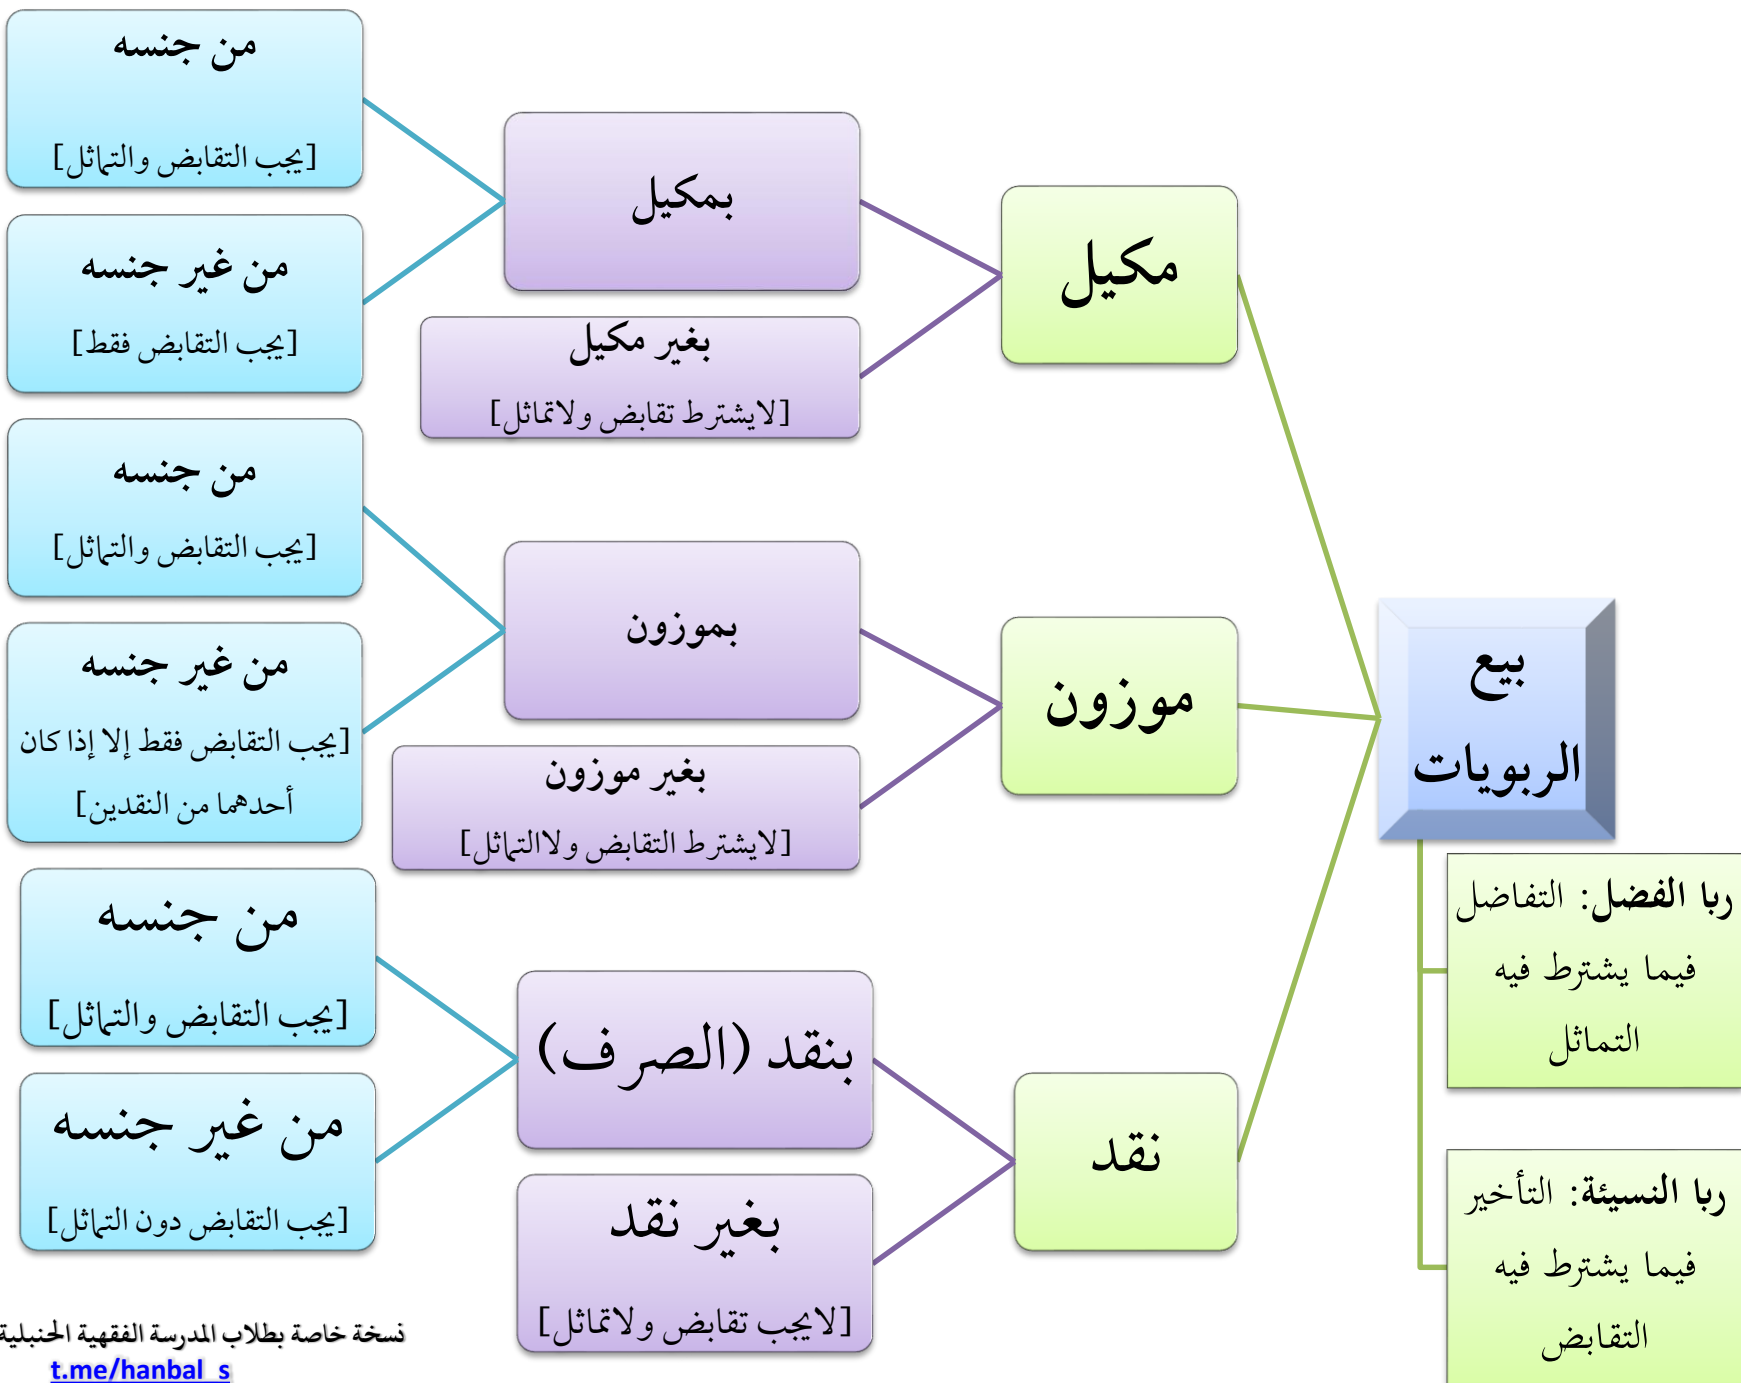 بيع
الربويات
ربا الفضل: التفاضل
فيما يشترط فيه
التماثل
ربا النسيئة: التأخير
فيما يشترط فيه
التقابض
مكيل
بمكيل
من جنسه
[يجب التقابض والتماثل]
من غير جنسه
[يجب التقابض فقط]
بغير مكيل
[لايشترط تقابض ولاتماثل]
موزون
بموزون
من جنسه
[يجب التقابض والتماثل]
من غير جنسه
[يجب التقابض فقط إلا إذا كان
أحدهما من النقدين]
بغير موزون
[لايشترط التقابض ولاالتماثل]
نقد
بنقد (الصرف)
من جنسه
[يجب التقابض والتماثل]
من غير جنسه
[يجب التقابض دون التماثل]
بغير نقد
[لايجب تقابض ولاتماثل]
نسخة خاصة بطلاب المدرسة الفقهية الحنبلية
t.me/hanbal_s